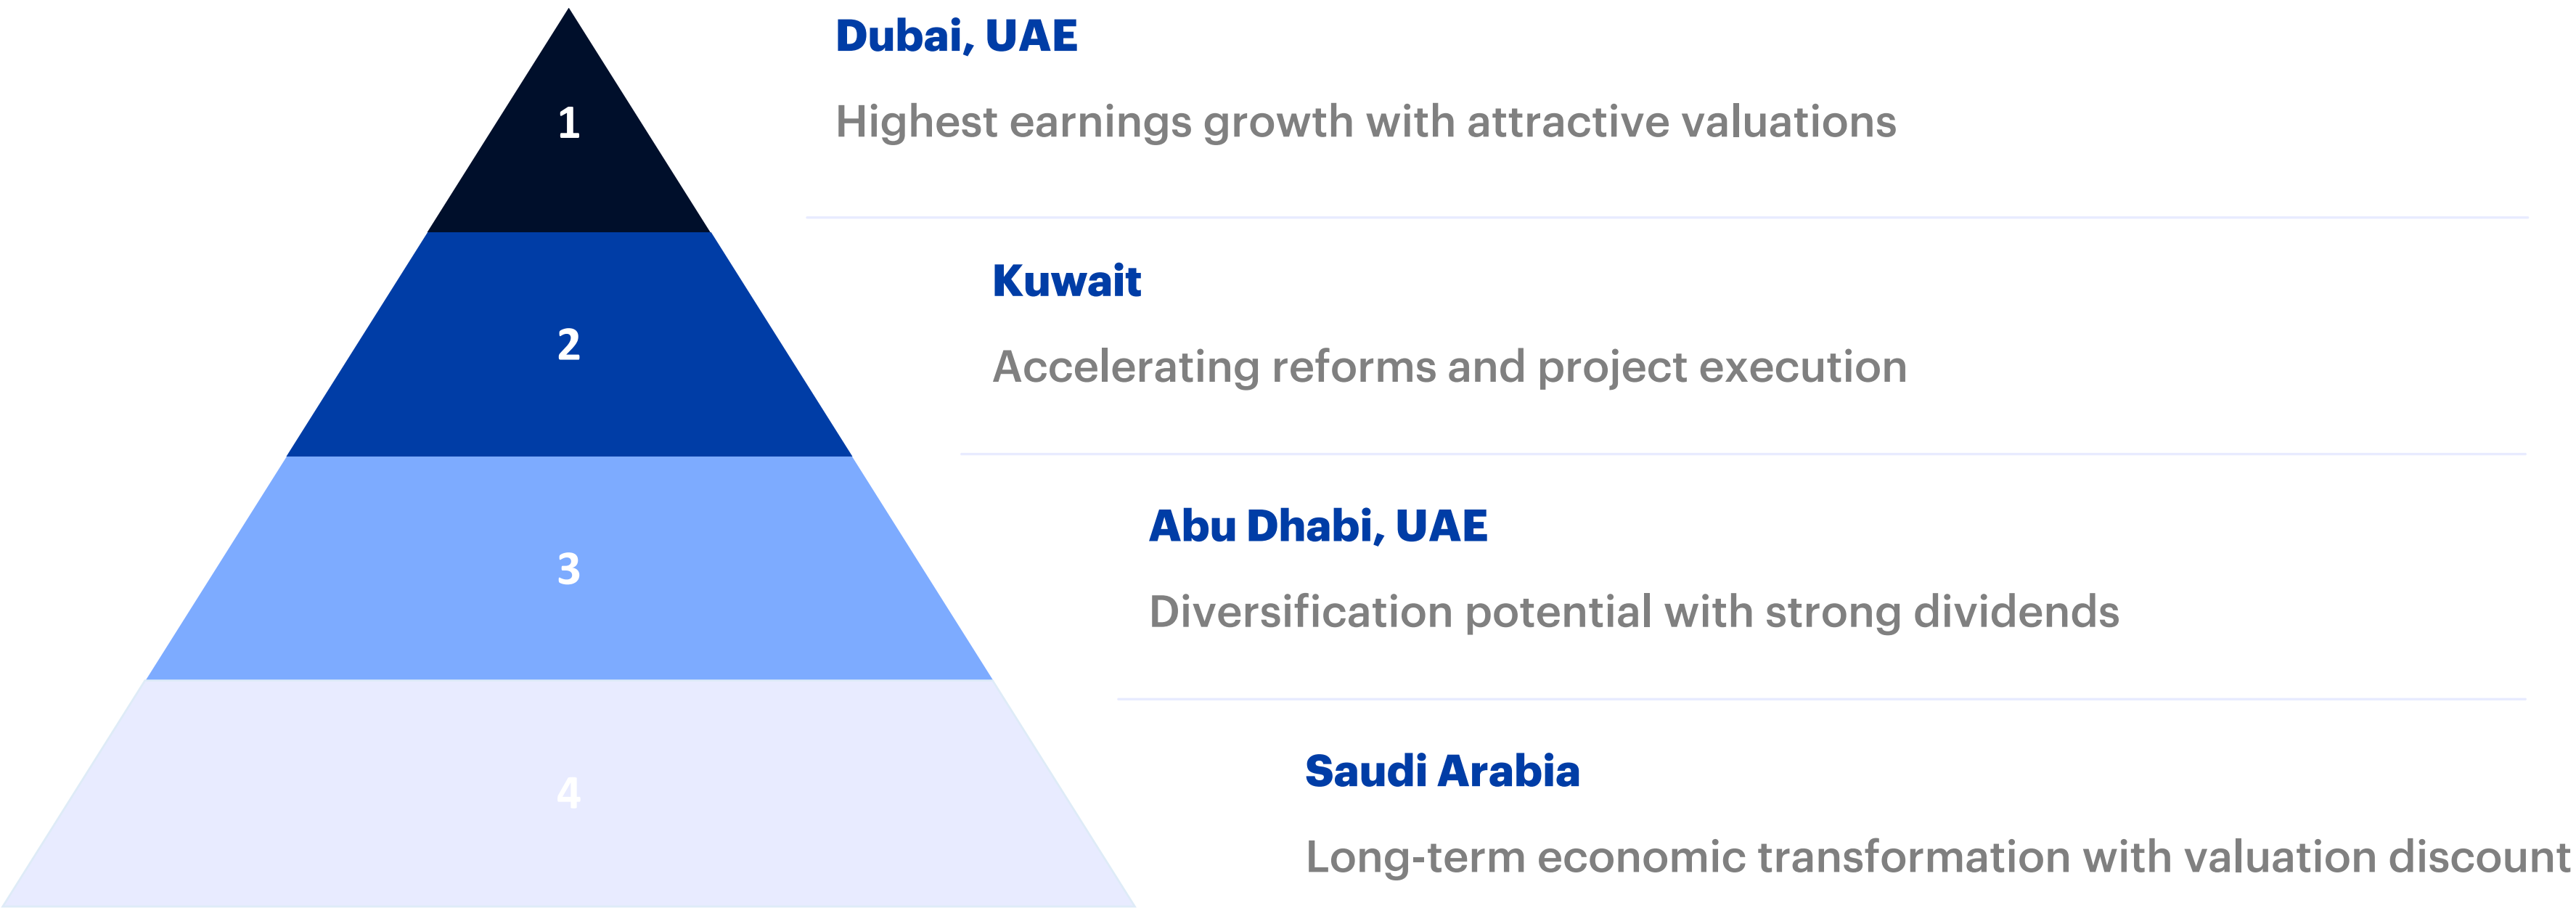 1
Dubai, UAE
Highest earnings growth with attractive valuations
2
Kuwait
Accelerating reforms and project execution
3
Abu Dhabi, UAE
Diversification potential with strong dividends
4
Saudi Arabia
Long-term economic transformation with valuation discount